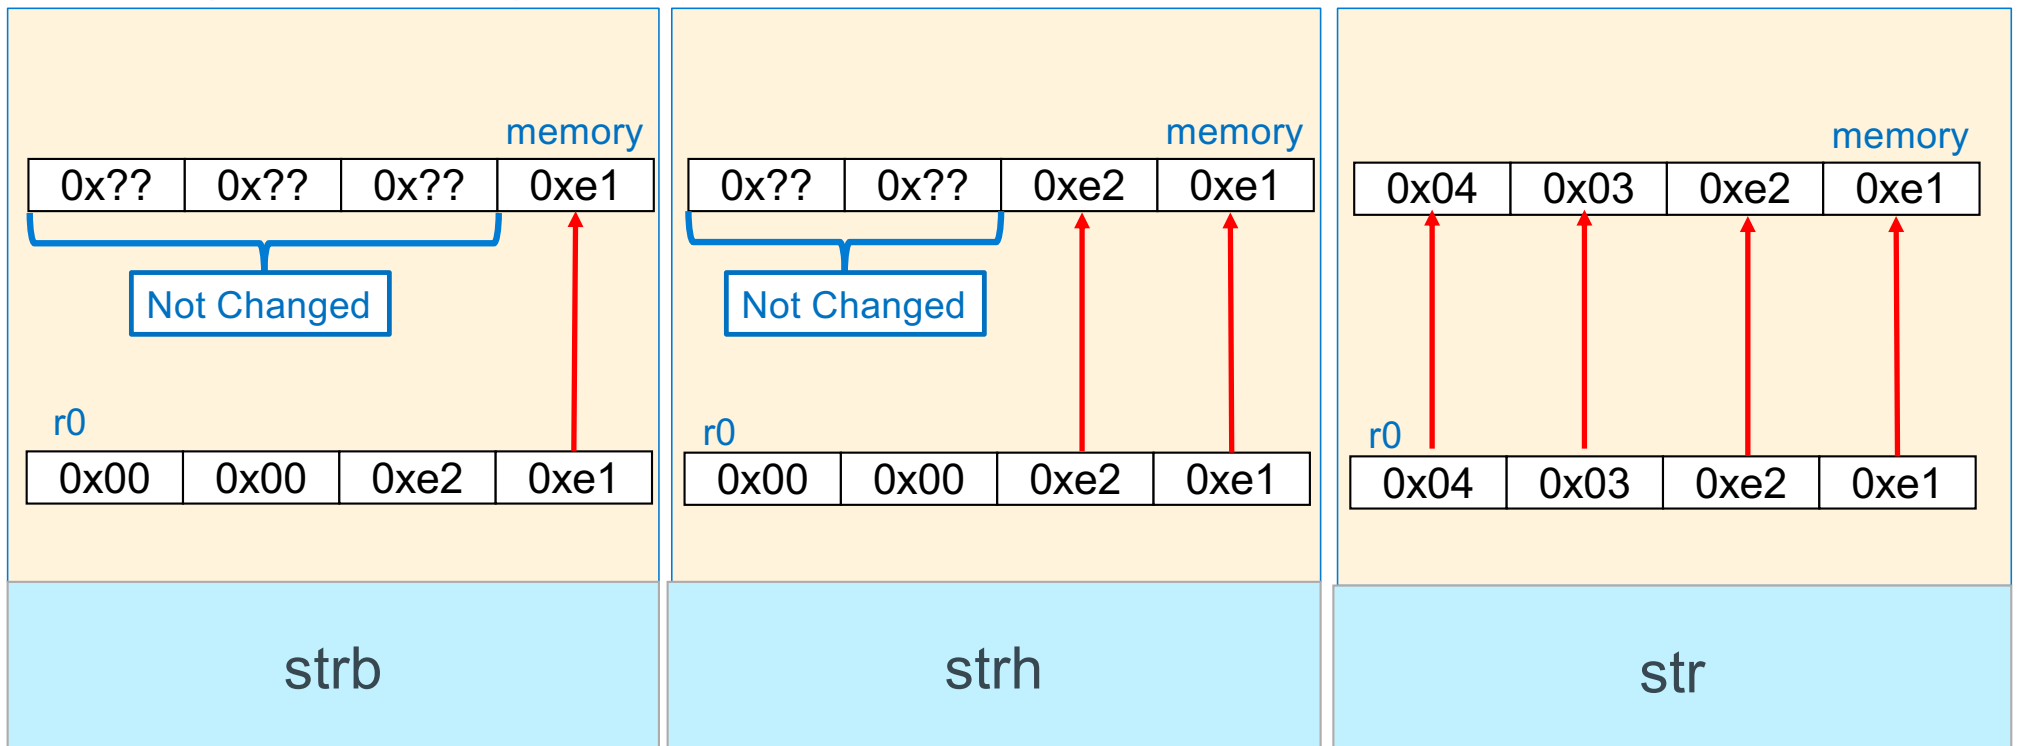 memory
0x?? 0x?? 0x?? 0xe1
Not Changed
r0
0x00 0x00 0xe2 0xe1
strb
memory
0x?? 0x?? 0xe2 0xe1
Not Changed
r0
0x00 0x00 0xe2 0xe1
strh
memory
0x04 0x03 0xe2 0xe1
r0
0x04 0x03 0xe2 0xe1
str